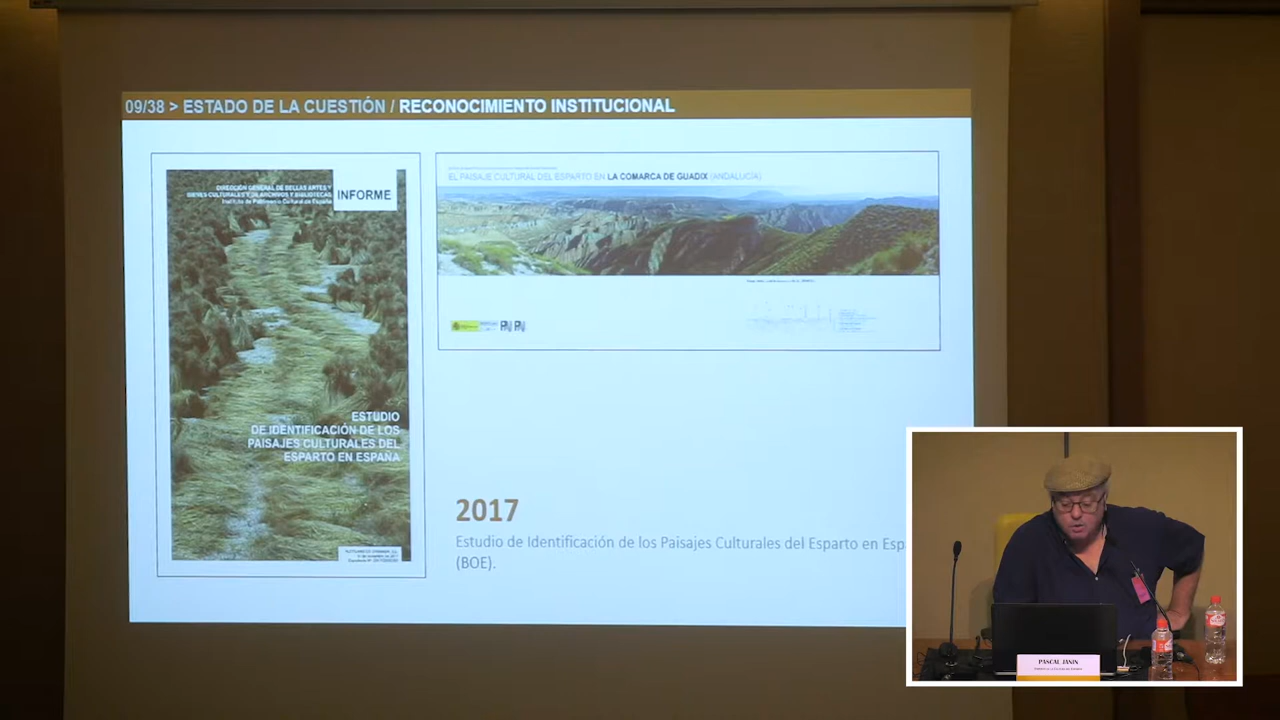 09/38 > ESTADO DE LA CUESTIÓN / RECONOCIMIENTO INSTITUCIONAL
DIRECCIÓN GENERAL DE BELLAS ARTES Y
BIENES CULTURALES Y DE ARCHIVOS Y BIBLIOTECAS
Instituto de Patrimonio Cultural de España
INFORME
ESTUDIO
DE IDENTIFICACIÓN DE LOS
PAISAJES CULTURALES DEL
ESPARTO EN ESPAÑA
EL PAISAJE CULTURAL DEL ESPARTO EN LA COMARCA DE GUADIX (ANDALUCÍA)
2017
Estudio de Identificación de los Paisajes Culturales del Esparto en Esp
(BOE).
PASCAL JANIN